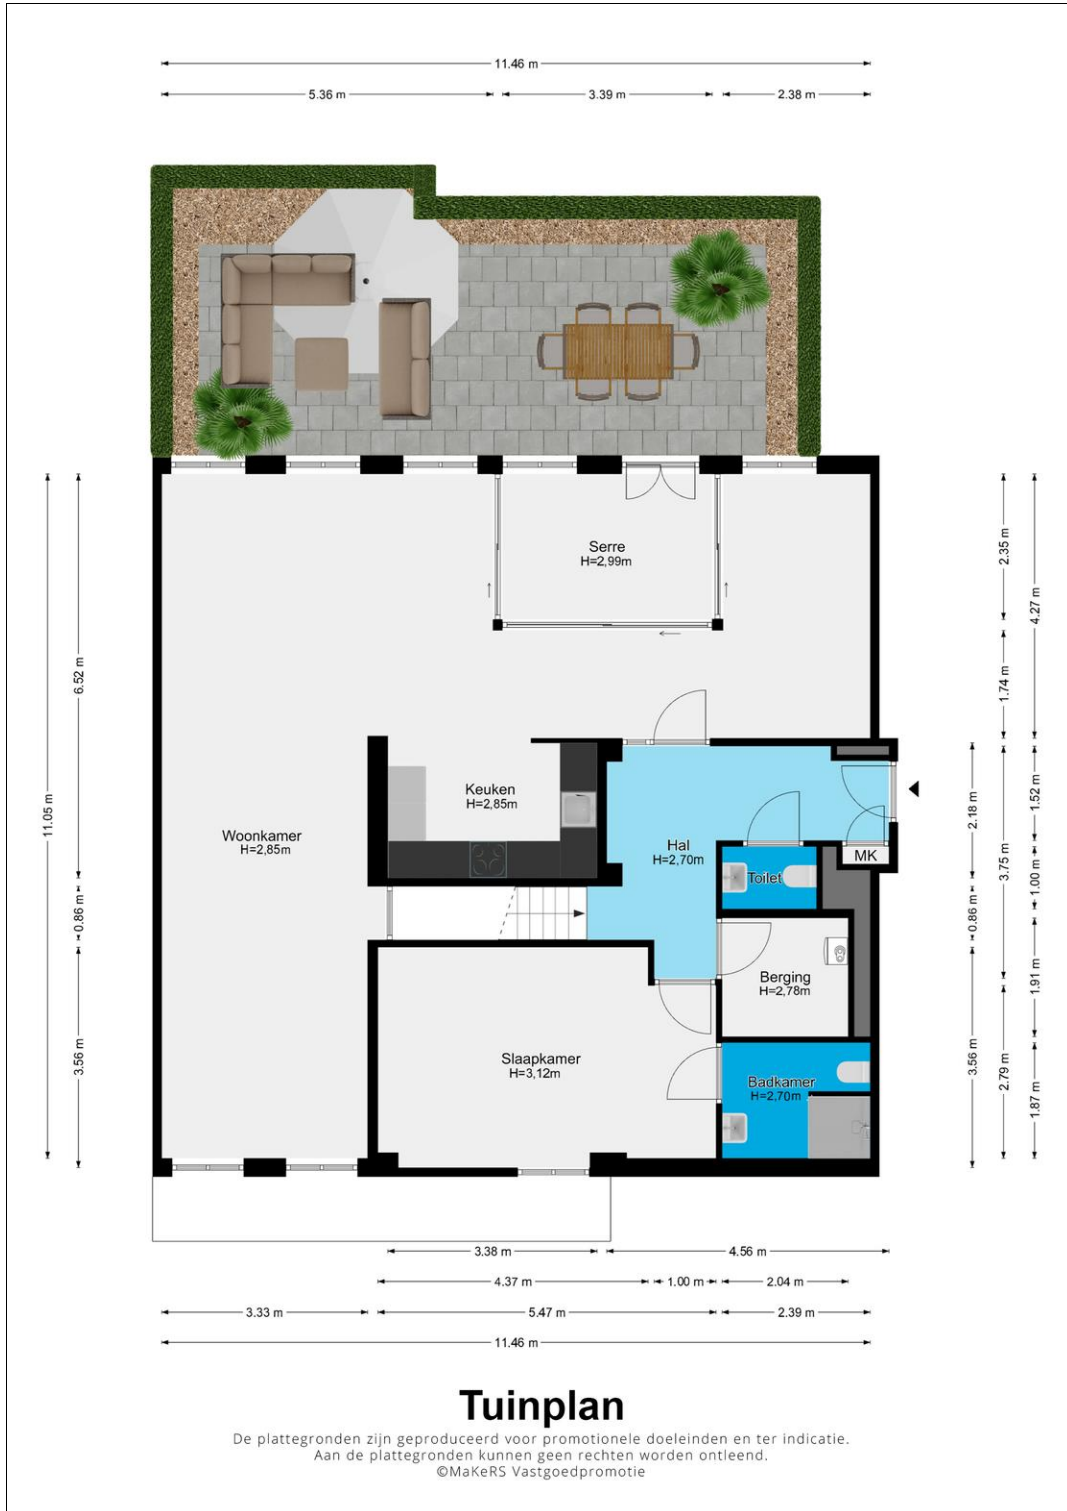 11.46 m
5.36 m
3.39 m
2.38 m
11.05 m
6.52 m
0.86 m
3.56 m
Serre
H=2,99m
Keuken
H=2,85m
Woonkamer
H=2,85m
Hal
H=2,70m
MK
Toilet
Berging
H=2,78m
Slaapkamer
H=3,12m
Badkamer
H=2,70m
2.35 m
4.27 m
1.74 m
2.18 m
3.75 m
1.52 m
1.00 m
0.86 m
1.91 m
3.56 m
2.79 m
1.87 m
3.38 m
4.56 m
4.37 m
1.00 m
2.04 m
3.33 m
5.47 m
2.39 m
11.46 m
Tuinplan
De plattegronden zijn geproduceerd voor promotionele doeleinden en ter indicatie.
Aan de plattegronden kunnen geen rechten worden ontleend.
©MaKeRS Vastgoedpromotie